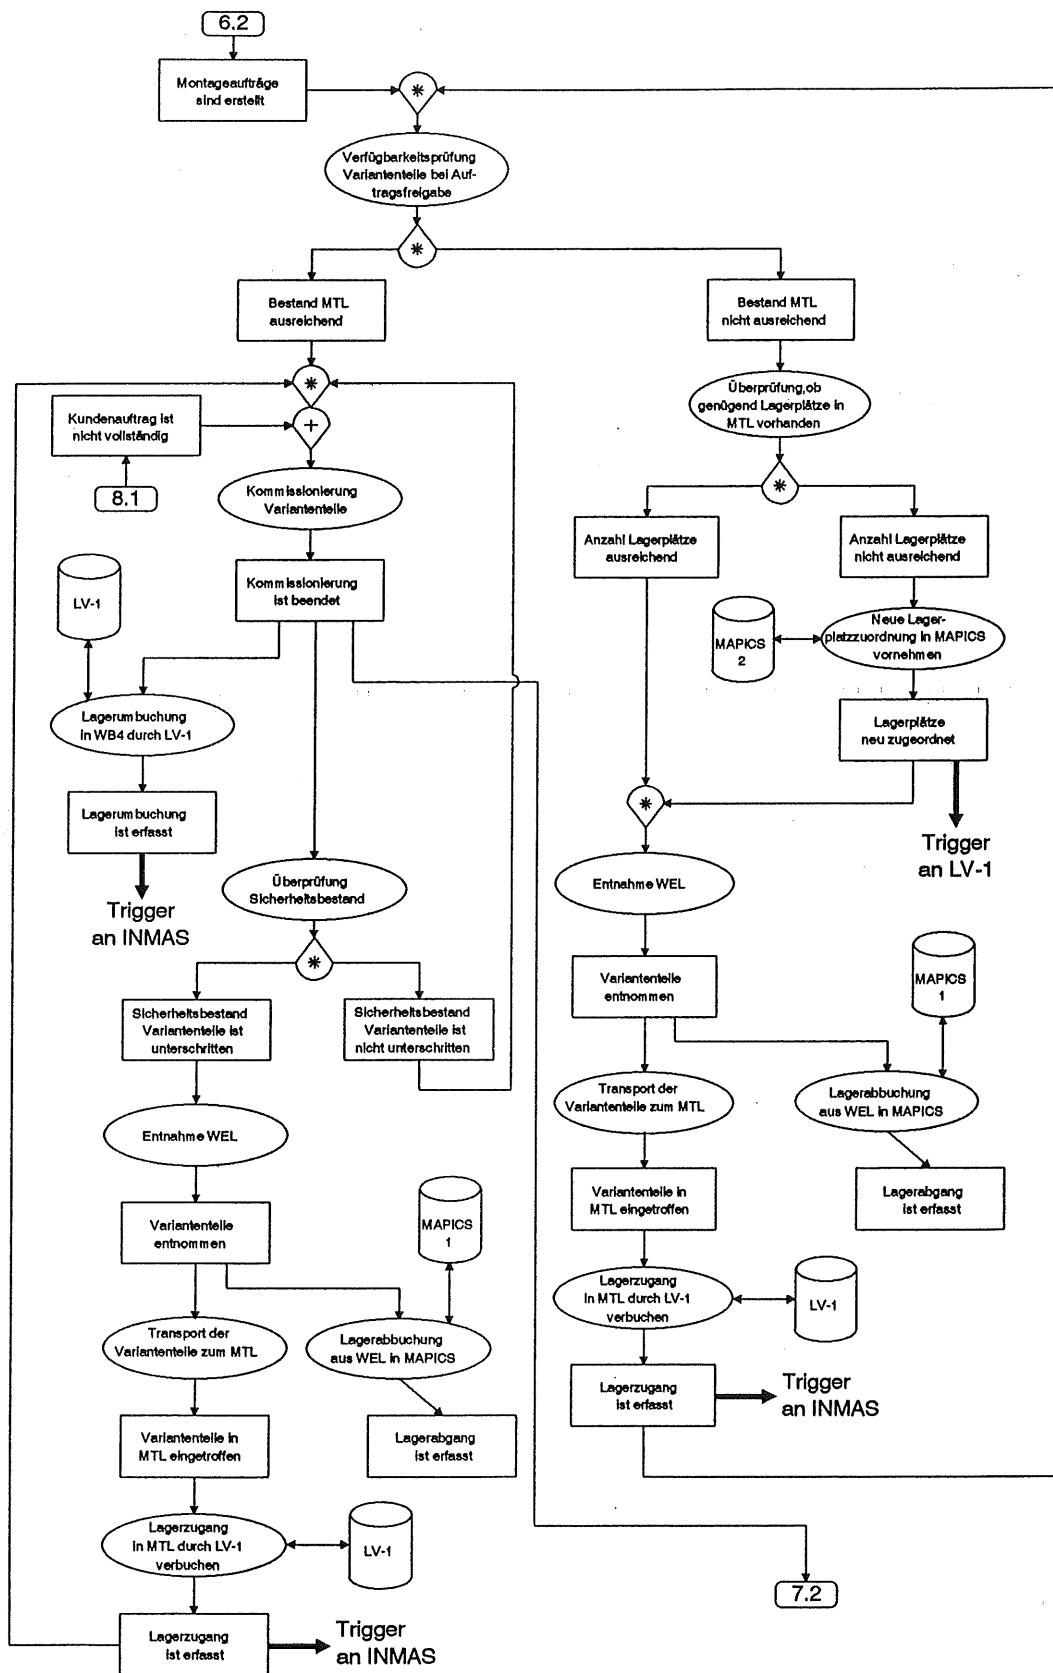 6.2
Montageaufträge
sind erstellt
*
Verfügbarkeitsprüfung
Variantenteile bei Auf-
tragsfreigabe
*
Bestand MTL
ausreichend
Bestand MTL
nicht ausreichend
*
Kundenauftrag ist
nicht vollständig
+
8.1
Überprüfung,ob
genügend Lagerplätze in
MTL vorhanden
*
Kommissionierung
Variantenteile
Anzahl Lagerplätze
ausreichend
Anzahl Lagerplätze
nicht ausreichend
Kommissionierung
ist beendet
LV-1
MAPICS
2
Neue Lager-
platzzuordnung in MAPICS
vornehmen
Lagerumbuchung
in WB4 durch LV-1
Lagerplätze
neu zugeordnet
Lagerumbuchung
ist erfasst
*
Trigger
an LV-1
Trigger
an INMAS
Überprüfung
Sicherheitsbestand
*
Entnahme WEL
Variantenteile
entnommen
MAPICS
1
Sicherheitsbestand
Variantenteile ist
unterschritten
Sicherheitsbestand
Variantenteile ist
nicht unterschritten
Transport der
Variantenteile zum MTL
Lagerabbuchung
aus WEL in MAPICS
Entnahme WEL
Variantenteile in
MTL eingetroffen
Lagerabgang
ist erfasst
Variantenteile
entnommen
MAPICS
1
Lagerzugang
in MTL durch LV-1
verbuchen
LV-1
Transport der
Variantenteile zum MTL
Lagerabbuchung
aus WEL in MAPICS
Lagerzugang
ist erfasst
Trigger
an INMAS
Variantenteile in
MTL eingetroffen
Lagerabgang
ist erfasst
Lagerzugang
in MTL durch LV-1
verbuchen
LV-1
7.2
Lagerzugang
ist erfasst
Trigger
an INMAS